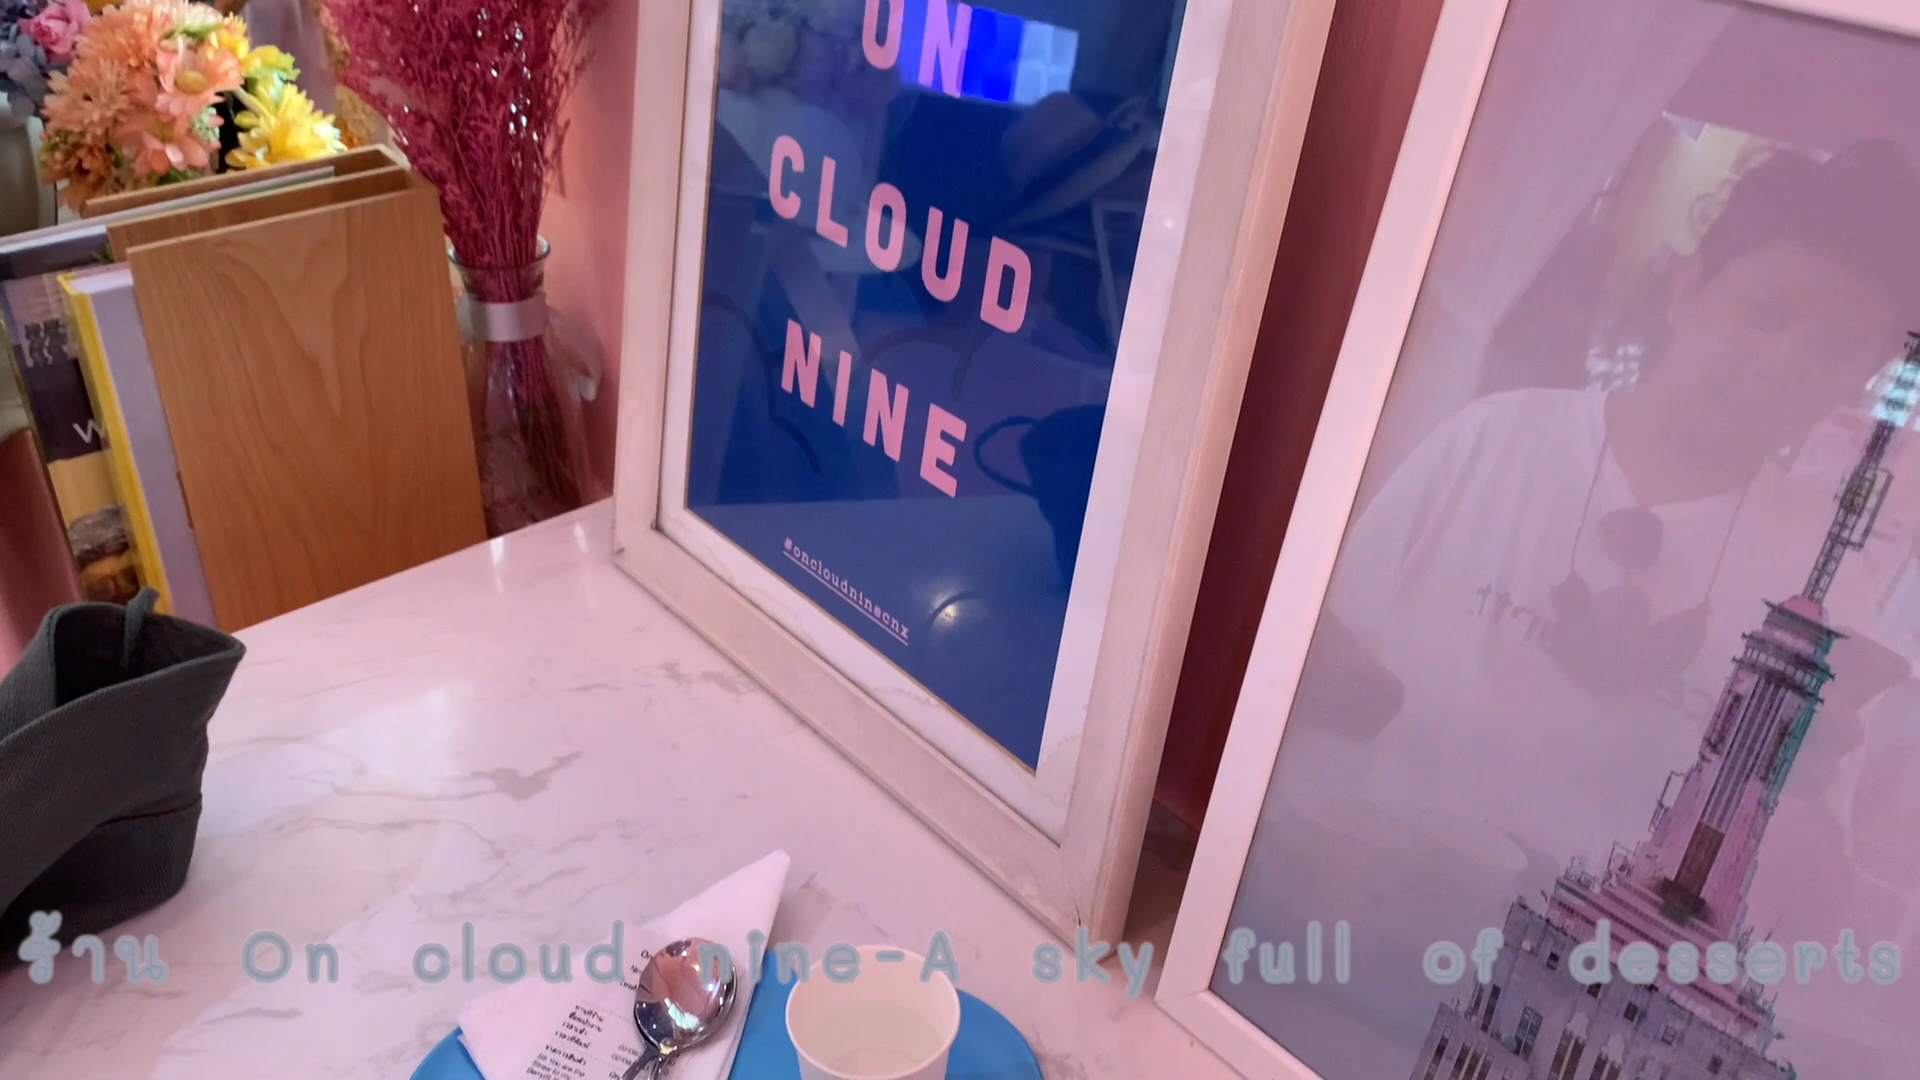 ON
CLOUD
NINE
#oncloudninecnx
ร้าน On cloud nine-A sky full of desserts